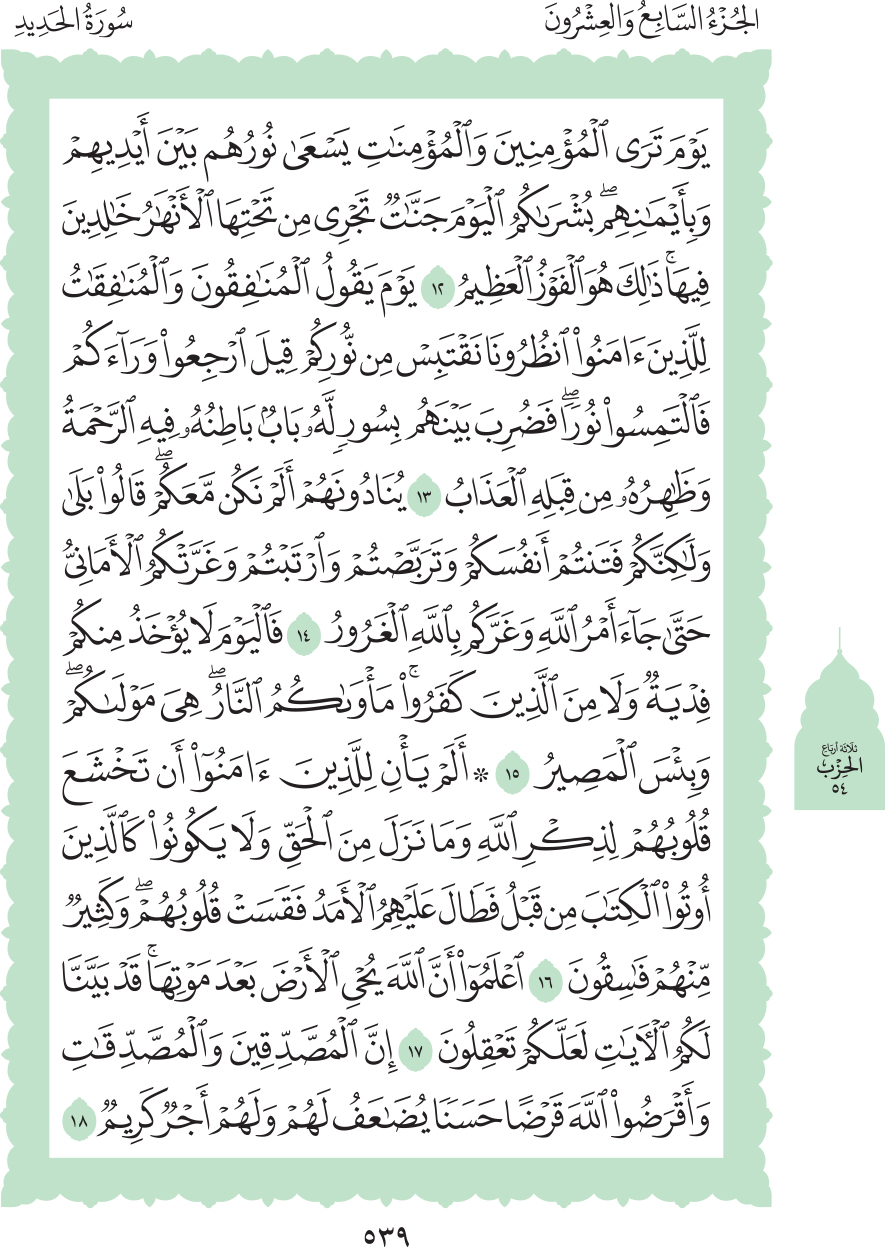 الجُزْءُ السَّابِعُ وَالعِشْرُونَ
سُورَةُ الحَدِيدِ
يَوْمَ تَرَى ٱلْمُؤْمِنِينَ وَٱلْمُؤْمِنَٰتِ يَسْعَىٰ نُورُهُم بَيْنَ أَيْدِيهِمْ
وَبِأَيْمَٰنِهِمۖ بُشْرَىٰكُمُ ٱلْيَوْمَ جَنَّٰتٌ تَجْرِى مِن تَحْتِهَا ٱلْأَنْهَٰرُ خَٰلِدِينَ
فِيهَاۚ ذَٰلِكَ هُوَ ٱلْفَوْزُ ٱلْعَظِيمُ ١٢ يَوْمَ يَقُولُ ٱلْمُنَٰفِقُونَ وَٱلْمُنَٰفِقَٰتُ
لِلَّذِينَ ءَامَنُوا۟ ٱنظُرُونَا نَقْتَبِسْ مِن نُّورِكُمْ قِيلَ ٱرْجِعُوا۟ وَرَآءَكُمْ
فَٱلْتَمِسُوا۟ نُورًاۖ فَضُرِبَ بَيْنَهُم بِسُورٍ لَّهُۥ بَابٌۢ بَاطِنُهُۥ فِيهِ ٱلرَّحْمَةُ
وَظَٰهِرُهُۥ مِن قِبَلِهِ ٱلْعَذَابُ ١٣ يُنَادُونَهُمْ أَلَمْ نَكُن مَّعَكُمْۖ قَالُوا۟ بَلَىٰ
وَلَٰكِنَّكُمْ فَتَنتُمْ أَنفُسَكُمْ وَتَرَبَّصْتُمْ وَٱرْتَبْتُمْ وَغَرَّتْكُمُ ٱلْأَمَانِىُّ
حَتَّىٰ جَآءَ أَمْرُ ٱللَّهِ وَغَرَّكُم بِٱللَّهِ ٱلْغَرُورُ ١٤ فَٱلْيَوْمَ لَا يُؤْخَذُ مِنكُمْ
فِدْيَةٌ وَلَا مِنَ ٱلَّذِينَ كَفَرُوا۟ۚ مَأْوَىٰكُمُ ٱلنَّارُۖ هِىَ مَوْلَىٰكُمْۖ
وَبِئْسَ ٱلْمَصِيرُ ١٥ ۞ أَلَمْ يَأْنِ لِلَّذِينَ ءَامَنُوٓا۟ أَن تَخْشَعَ
قُلُوبُهُمْ لِذِكْرِ ٱللَّهِ وَمَا نَزَلَ مِنَ ٱلْحَقِّ وَلَا يَكُونُوا۟ كَٱلَّذِينَ
أُوتُوا۟ ٱلْكِتَٰبَ مِن قَبْلُ فَطَالَ عَلَيْهِمُ ٱلْأَمَدُ فَقَسَتْ قُلُوبُهُمْۖ وَكَثِيرٌ
مِّنْهُمْ فَٰسِقُونَ ١٦ ٱعْلَمُوٓا۟ أَنَّ ٱللَّهَ يُحْىِ ٱلْأَرْضَ بَعْدَ مَوْتِهَاۚ قَدْ بَيَّنَّا
لَكُمُ ٱلْءَايَٰتِ لَعَلَّكُمْ تَعْقِلُونَ ١٧ إِنَّ ٱلْمُصَّدِّقِينَ وَٱلْمُصَّدِّقَٰتِ
وَأَقْرَضُوا۟ ٱللَّهَ قَرْضًا حَسَنًا يُضَٰعَفُ لَهُمْ وَلَهُمْ أَجْرٌ كَرِيمٌ ١٨
ثلاثة أرباع
الحِزْب
٥٤
٥٣٩